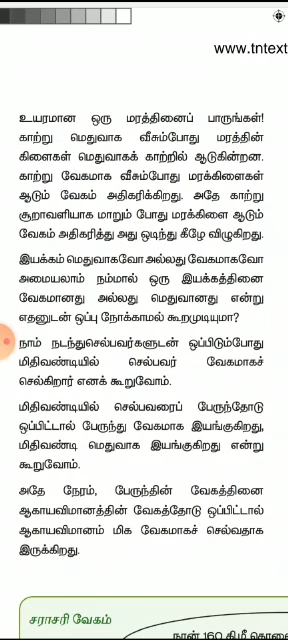 www.tntext
உயரமான ஒரு மரத்தினைப் பாருங்கள்!
காற்று மெதுவாக வீசும்போது மரத்தின்
கிளைகள் மெதுவாகக் காற்றில் ஆடுகின்றன.
காற்று வேகமாக வீசும்போது மரக்கிளைகள்
ஆடும் வேகம் அதிகரிக்கிறது. அதே காற்று
சூறாவளியாக மாறும் போது மரக்கிளை ஆடும்
வேகம் அதிகரித்து அது ஒடிந்து கீழே விழுகிறது.
இயக்கம் மெதுவாகவோ அல்லது வேகமாகவோ
அமையலாம் நம்மால் ஒரு இயக்கத்தினை
வேகமானது அல்லது மெதுவானது என்று
எதனுடன் ஒப்பு நோக்காமல் கூறமுடியுமா?
நாம் நடந்துசெல்பவர்களுடன் ஒப்பிடும்போது
மிதிவண்டியில் செல்பவர் வேகமாகச்
செல்கிறார் எனக் கூறுவோம்.
மிதிவண்டியில் செல்பவரைப் பேருந்தோடு
ஒப்பிட்டால் பேருந்து வேகமாக இயங்குகிறது,
மிதிவண்டி மெதுவாக இயங்குகிறது என்று
கூறுவோம்.
அதே நேரம், பேருந்தின் வேகத்தினை
ஆகாயவிமானத்தின் வேகத்தோடு ஒப்பிட்டால்
ஆகாயவிமானம் மிக வேகமாகச் செல்வதாக
இருக்கிறது.
சராசரி வேகம்
நான் 160 கி.மீ